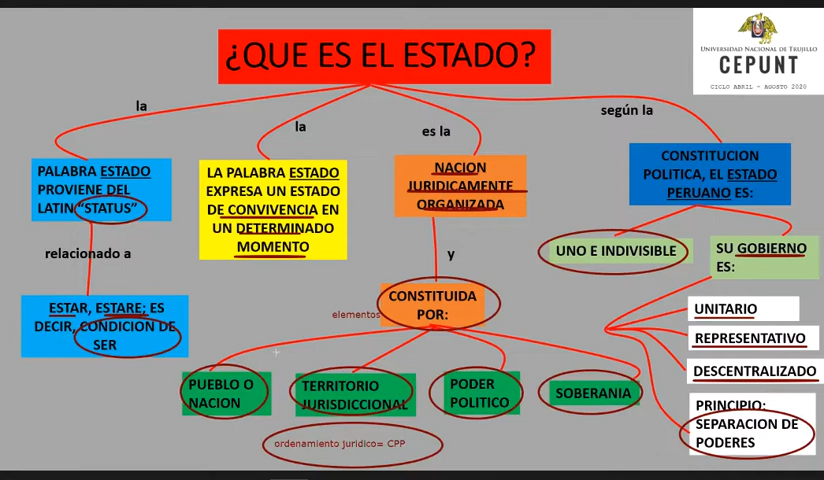 ¿QUE ES EL ESTADO?
UNIVERSIDAD NACIONAL DE TRUJILLO
CEPUNT
CICLO ABRIL - AGOSTO 2020
la
la
es la
según la
PALABRA ESTADO
PROVIENE DEL
LATIN “STATUS”
LA PALABRA ESTADO
EXPRESA UN ESTADO
DE CONVIVENCIA EN
UN DETERMINADO
MOMENTO
NACION
JURIDICAMENTE
ORGANIZADA
CONSTITUCION
POLITICA, EL ESTADO
PERUANO ES:
relacionado a
y
UNO E INDIVISIBLE
SU GOBIERNO
ES:
ESTAR, ESTARE; ES
DECIR, CONDICION DE
SER
elementos
CONSTITUIDA
POR:
UNITARIO
REPRESENTATIVO
DESCENTRALIZADO
PUEBLO O
NACION
TERRITORIO
JURISDICCIONAL
PODER
POLITICO
SOBERANIA
PRINCIPIO:
SEPARACION DE
PODERES
ordenamiento juridico= CPP